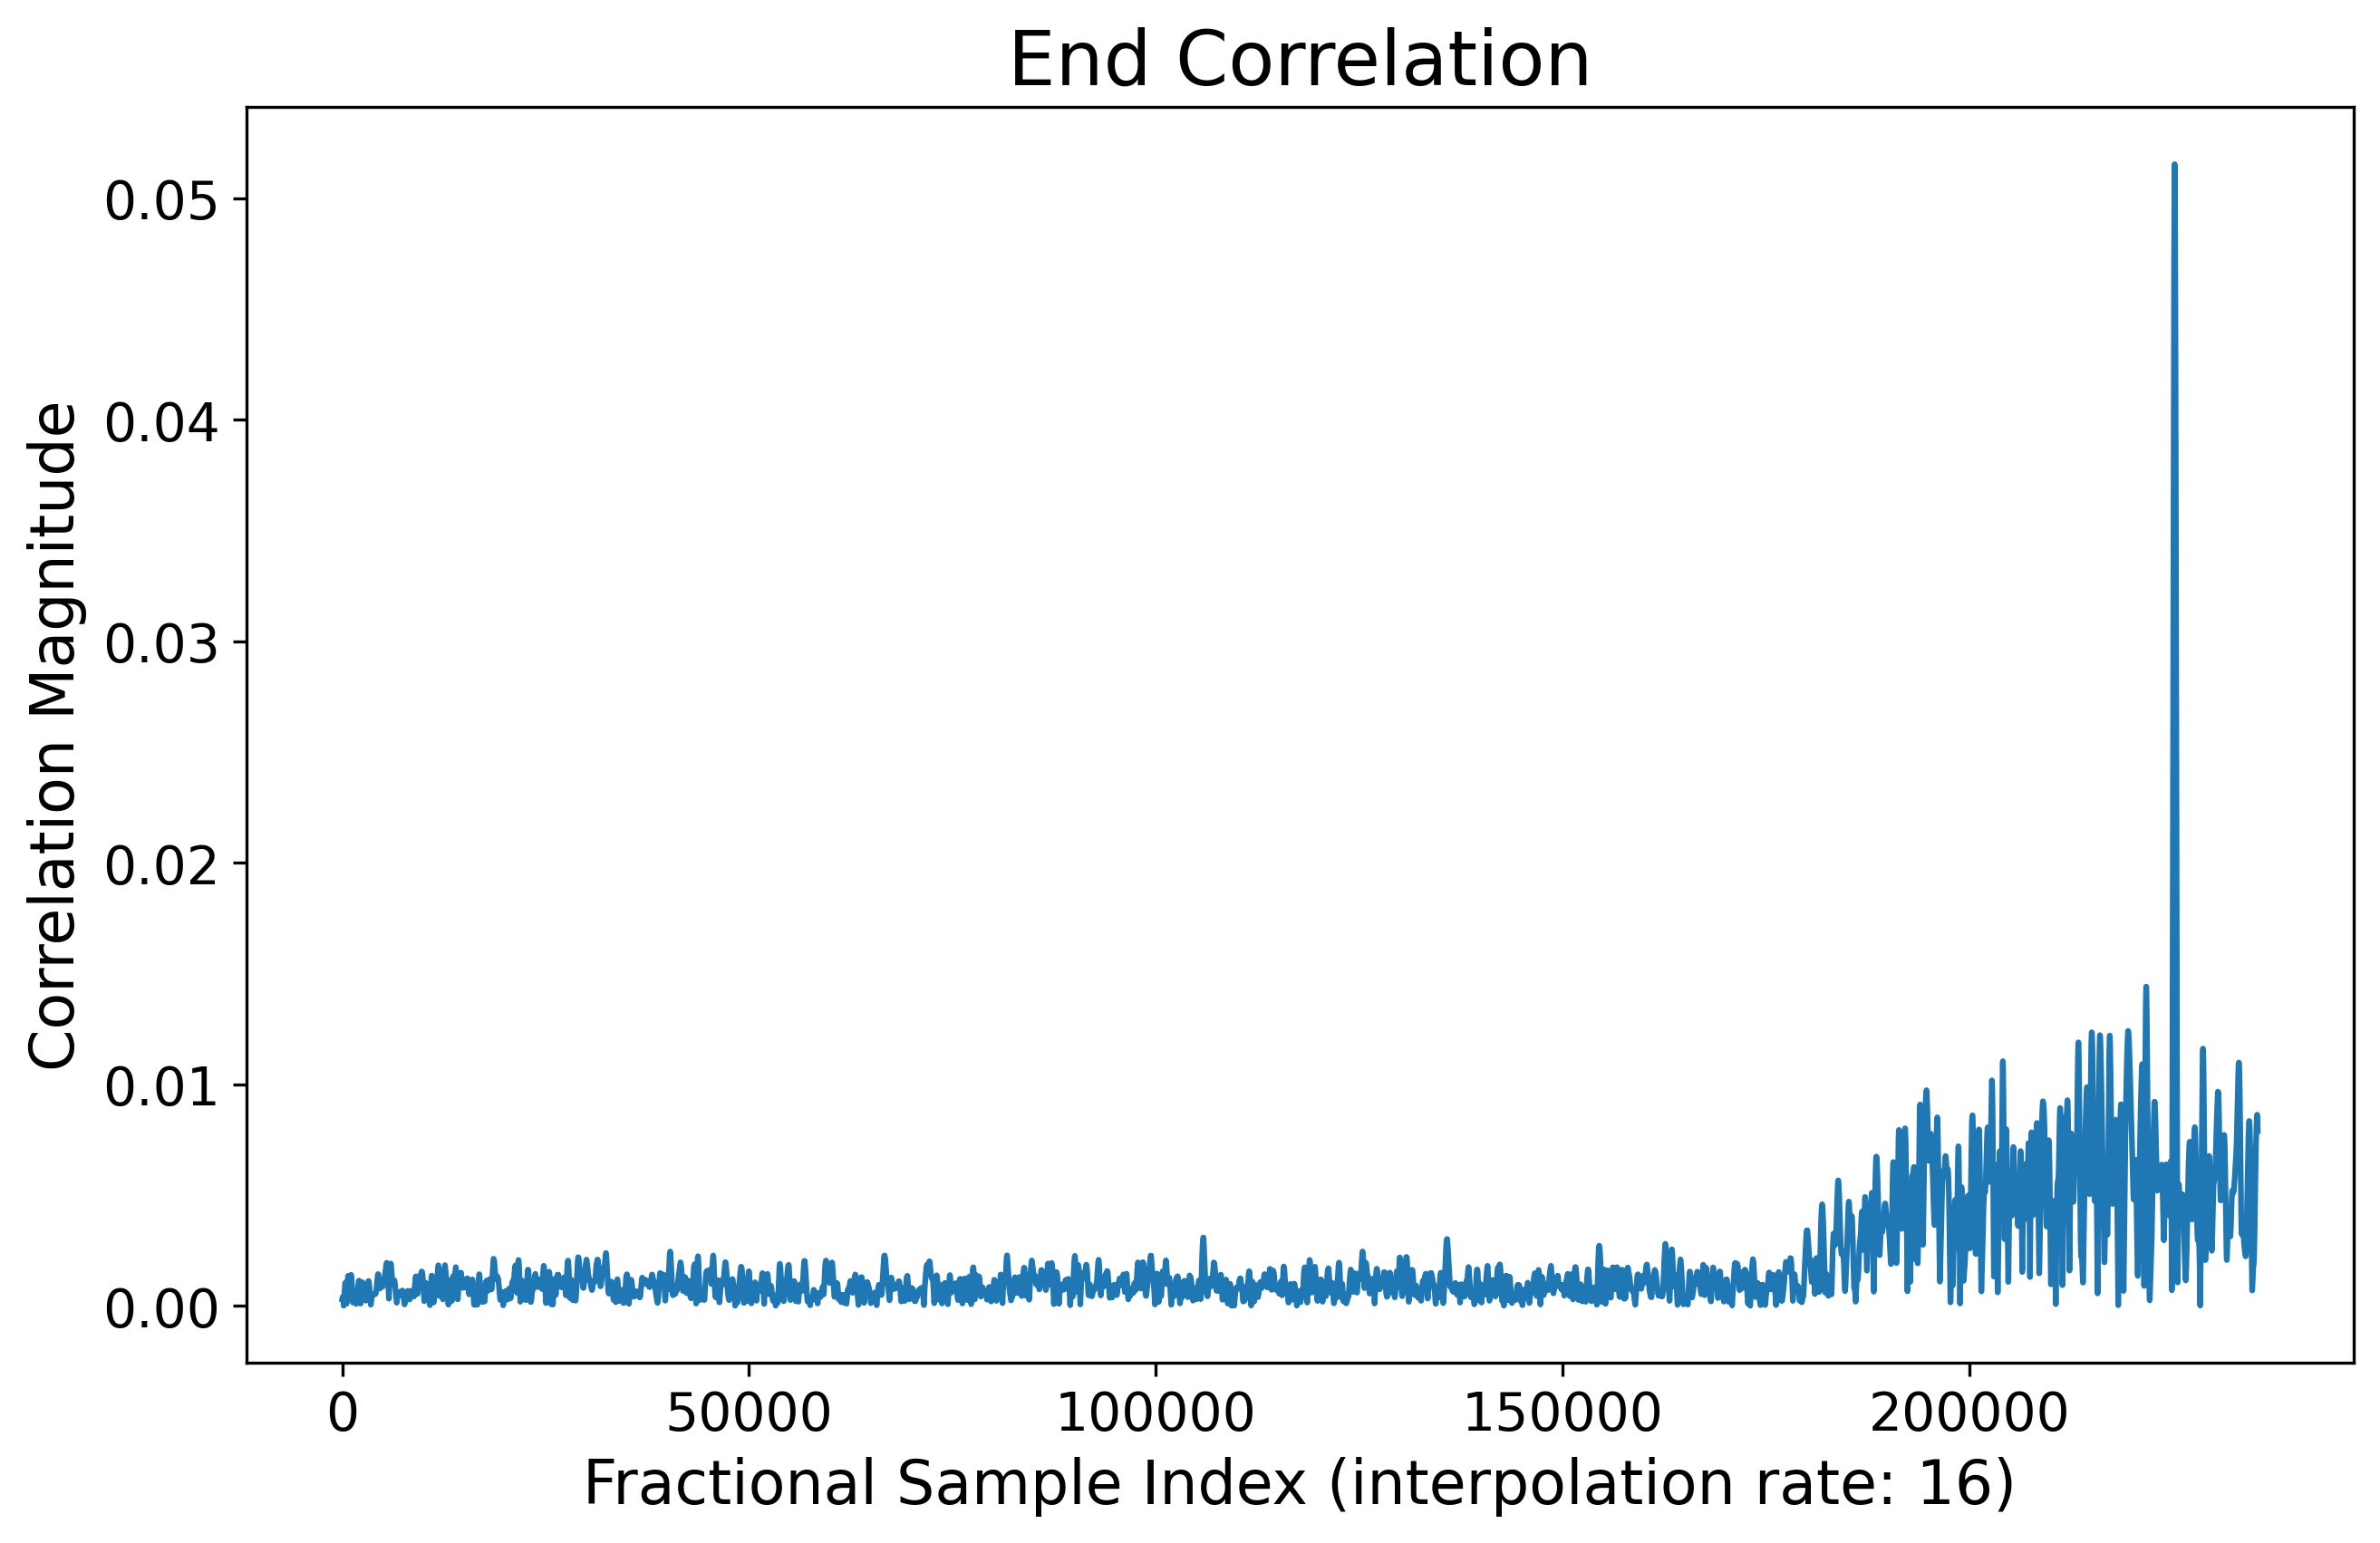 End Correlation
Correlation Magnitude
0.05
0.04
0.03
0.02
0.01
0.00
0 50000 100000 150000 200000
Fractional Sample Index (interpolation rate: 16)